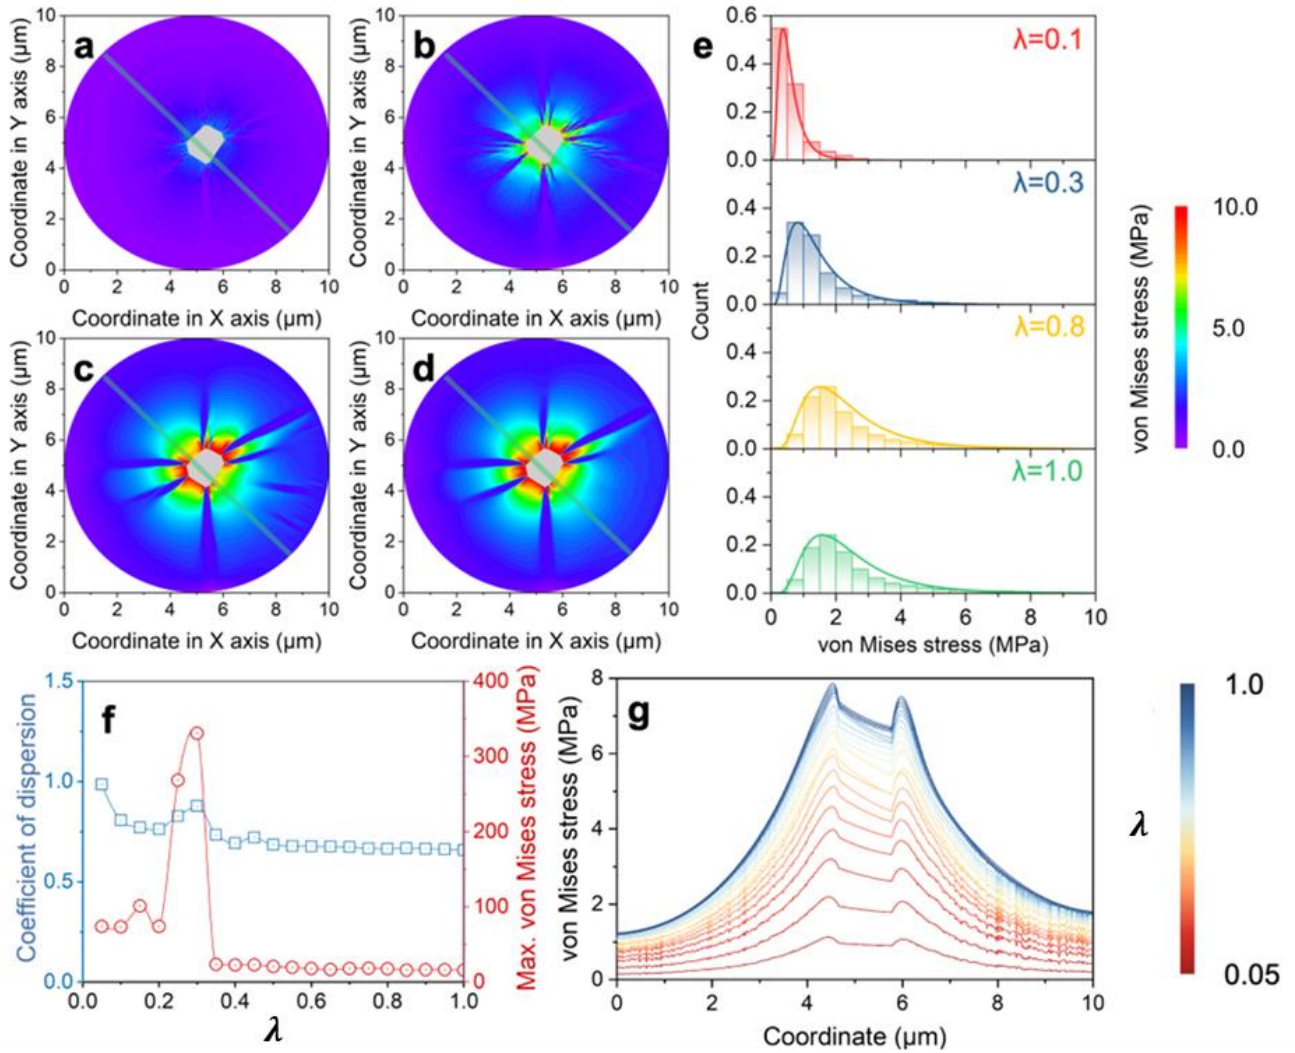 a
Coordinate in Y axis (μm)
10
8
6
4
2
0
0 2 4 6 8 10
Coordinate in X axis (μm)
b
Coordinate in Y axis (μm)
10
8
6
4
2
0
0 2 4 6 8 10
Coordinate in X axis (μm)
c
Coordinate in Y axis (μm)
10
8
6
4
2
0
0 2 4 6 8 10
Coordinate in X axis (μm)
d
Coordinate in Y axis (μm)
10
8
6
4
2
0
0 2 4 6 8 10
Coordinate in X axis (μm)
e
Count
0.6
0.4
0.2
0.0
λ=0.1
0.4
0.2
0.0
λ=0.3
0.4
0.2
0.0
λ=0.8
0.4
0.2
0.0
λ=1.0
0 2 4 6 8 10
von Mises stress (MPa)
von Mises stress (MPa)
10.0
5.0
0.0
f
Coefficient of dispersion
1.5
1.0
0.5
0.0
Max. von Mises stress (MPa)
400
300
200
100
0
0.0 0.2 0.4 0.6 0.8 1.0
λ
g
von Mises stress (MPa)
8
6
4
2
0
0 2 4 6 8 10
Coordinate (μm)
λ
1.0
0.05